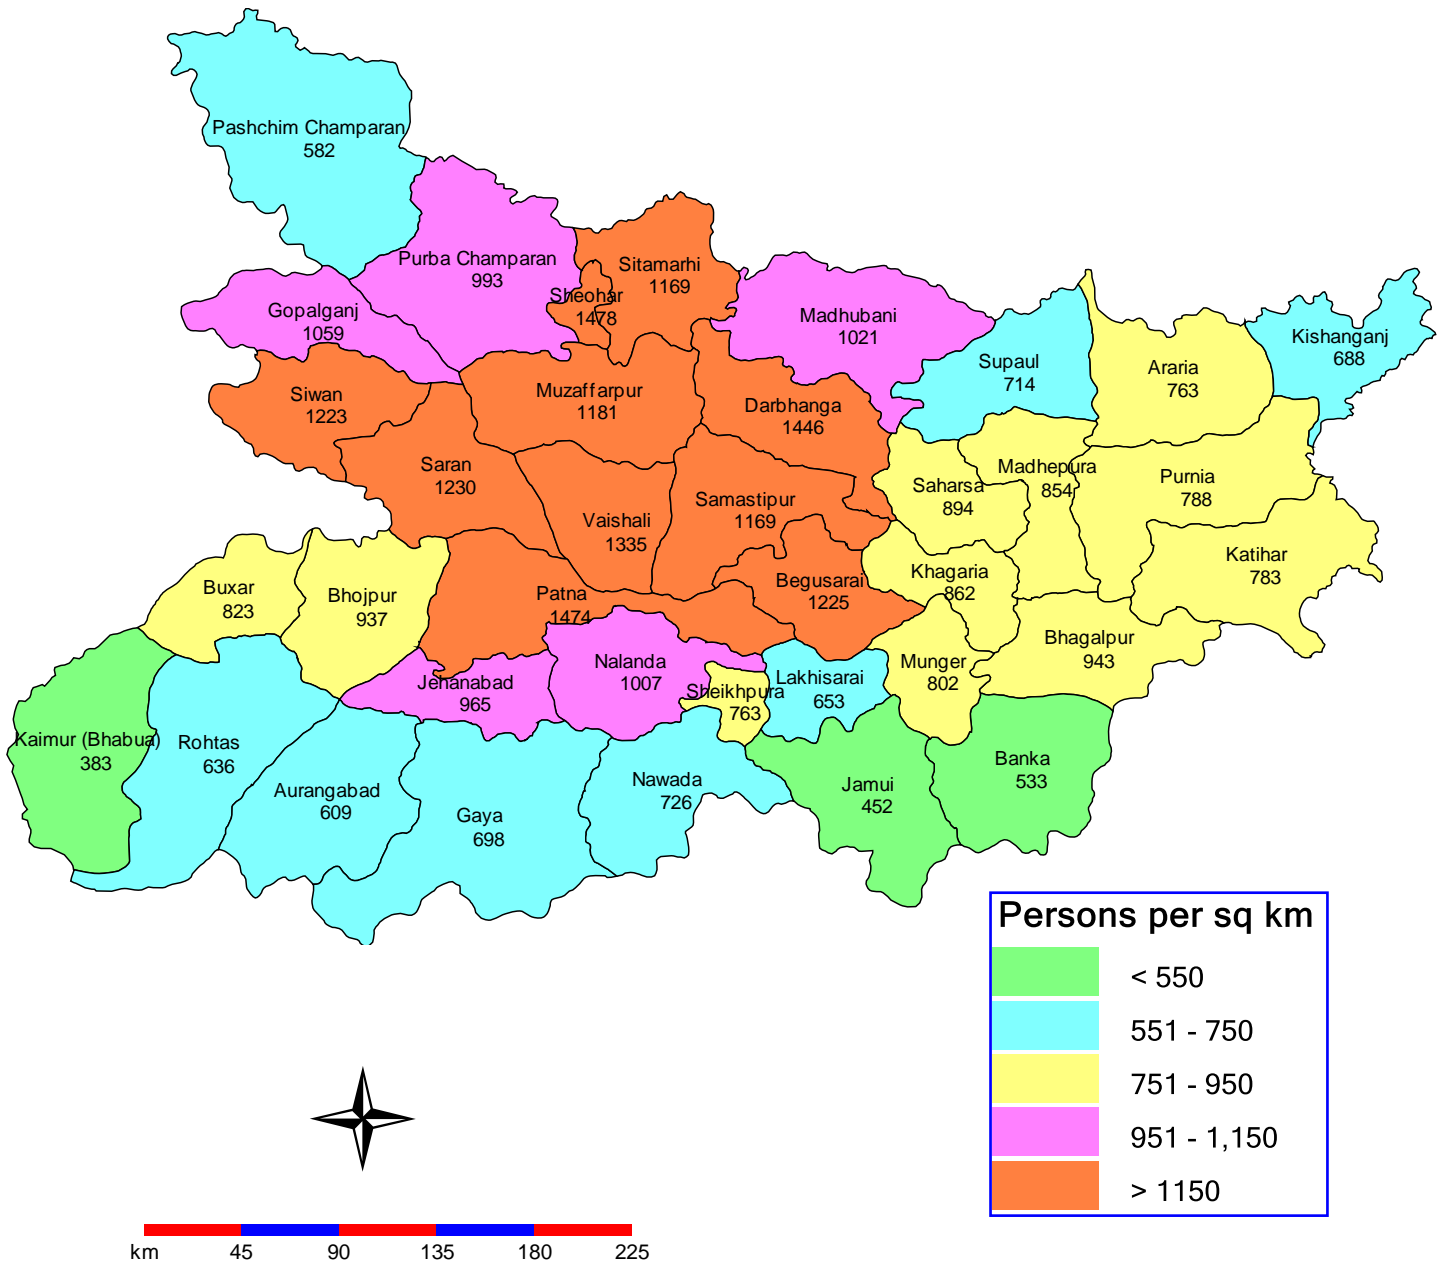 Pashchim Champaran
582
Purba Champaran
993
Sitamarhi
1169
Sheohar
1478
Gopalganj
1059
Madhubani
1021
Kishanganj
688
Supaul
714
Araria
763
Siwan
1223
Muzaffarpur
1181
Darbhanga
1446
Saran
1230
Madhepura
854
Saharsa
894
Purnia
788
Samastipur
1169
Vaishali
1335
Katihar
783
Khagaria
862
Begusarai
1225
Buxar
823
Bhojpur
937
Patna
1474
Bhagalpur
943
Nalanda
1007
Munger
802
Jehanabad
965
Sheikhpura
763
Lakhisarai
653
Kaimur (Bhabua)
383
Rohtas
636
Banka
533
Nawada
726
Jamui
452
Aurangabad
609
Gaya
698
Persons per sq km
< 550
551 - 750
751 - 950
951 - 1,150
> 1150
km 45 90 135 180 225